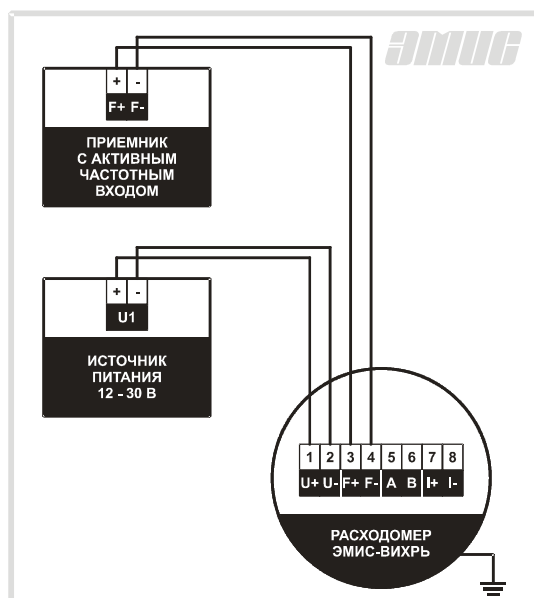 ЭМИС
+ -
F+ F-
ПРИЕМНИК
С АКТИВНЫМ
ЧАСТОТНЫМ
ВХОДОМ
+ -
U1
ИСТОЧНИК
ПИТАНИЯ
12 - 30 В
1 2 3 4 5 6 7 8
U+ U- F+ F- A B I+ I-
РАСХОДОМЕР
ЭМИС-ВИХРЬ